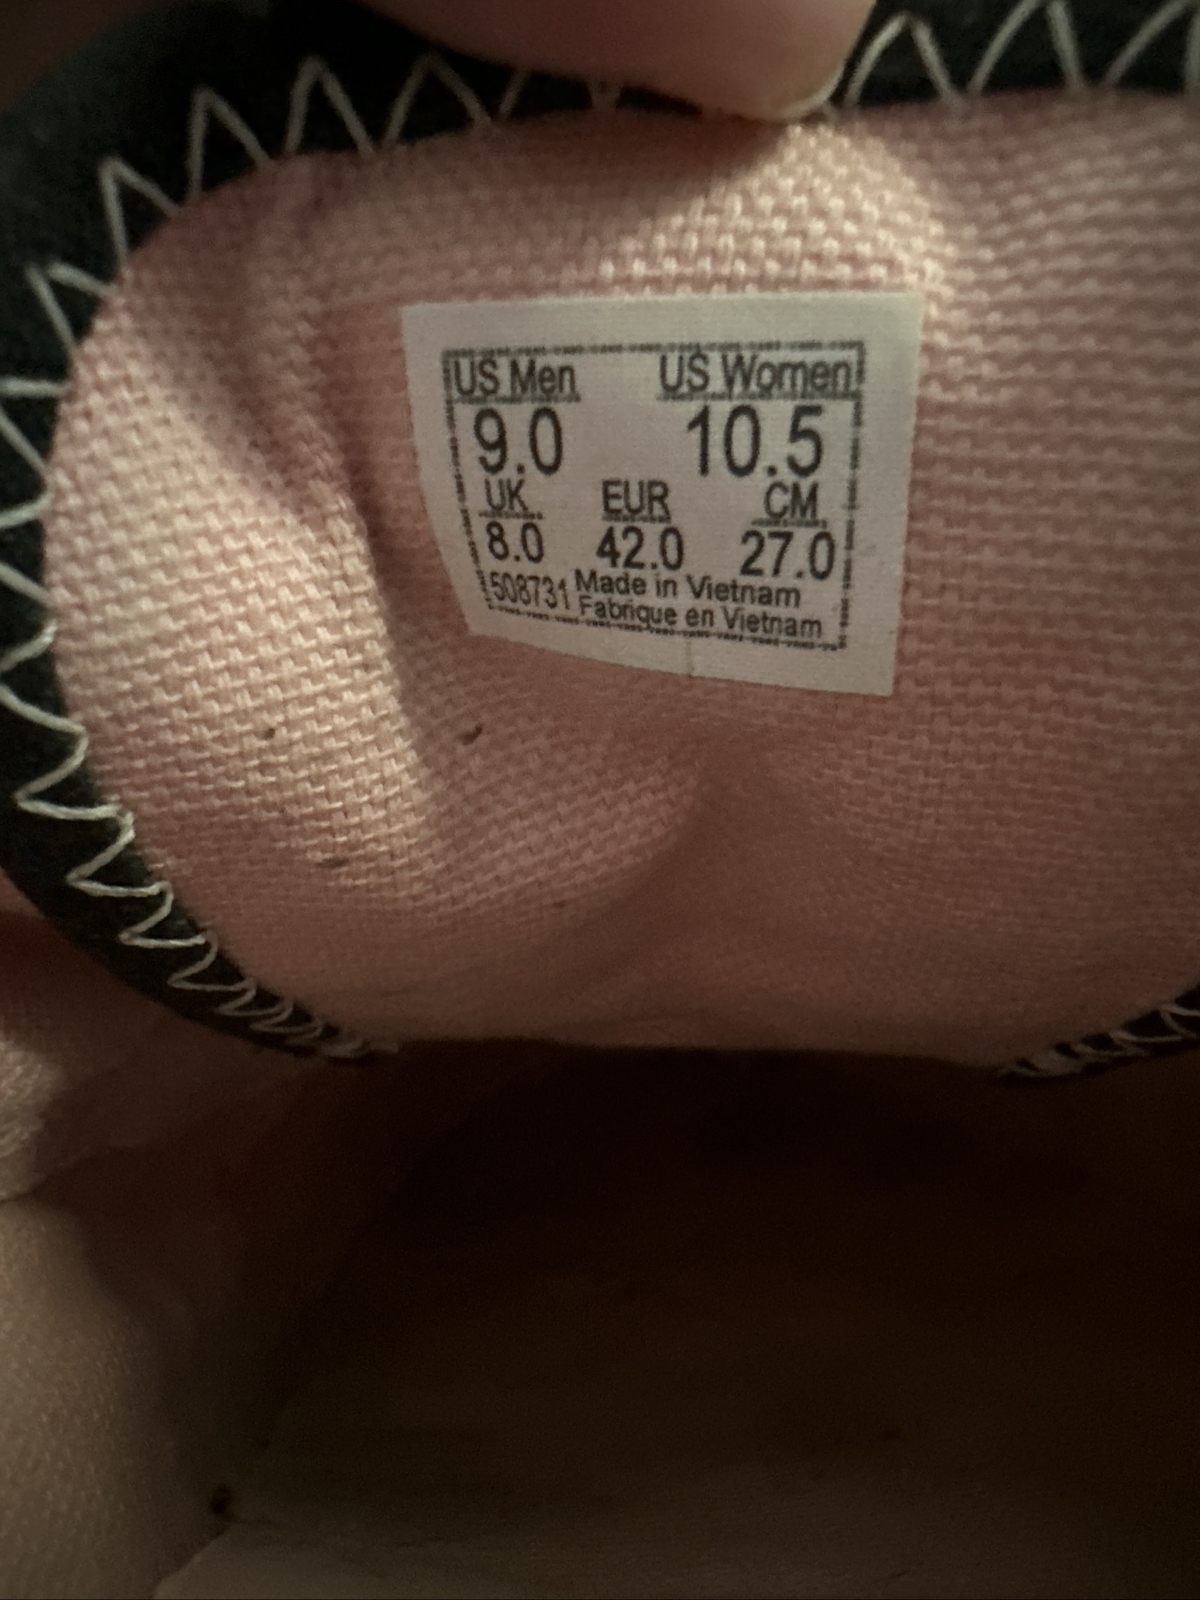 US Men US Women
9.0 10.5
UK EUR CM
8.0 42.0 27.0
508731 Made in Vietnam
Fabrique en Vietnam